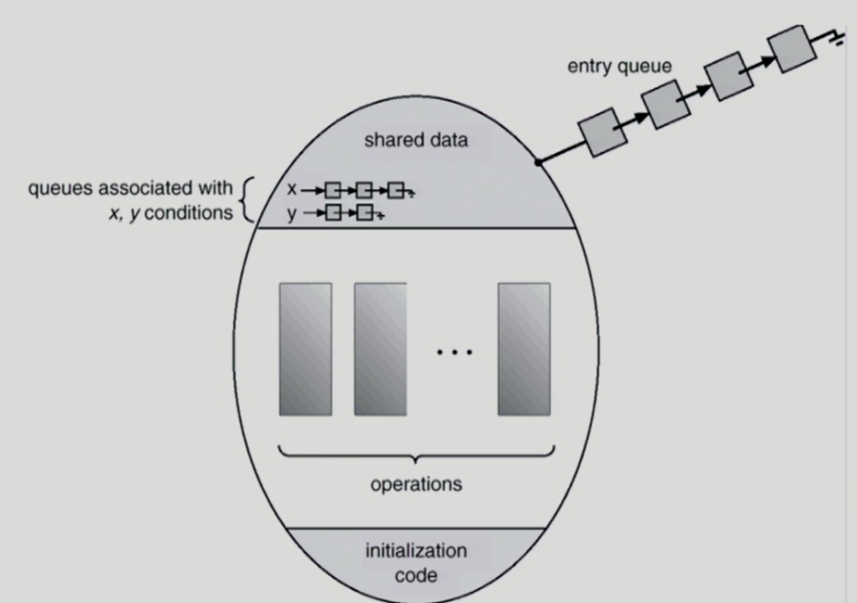 entry queue
shared data
queues associated with
x, y conditions
x
y
...
operations
initialization
code